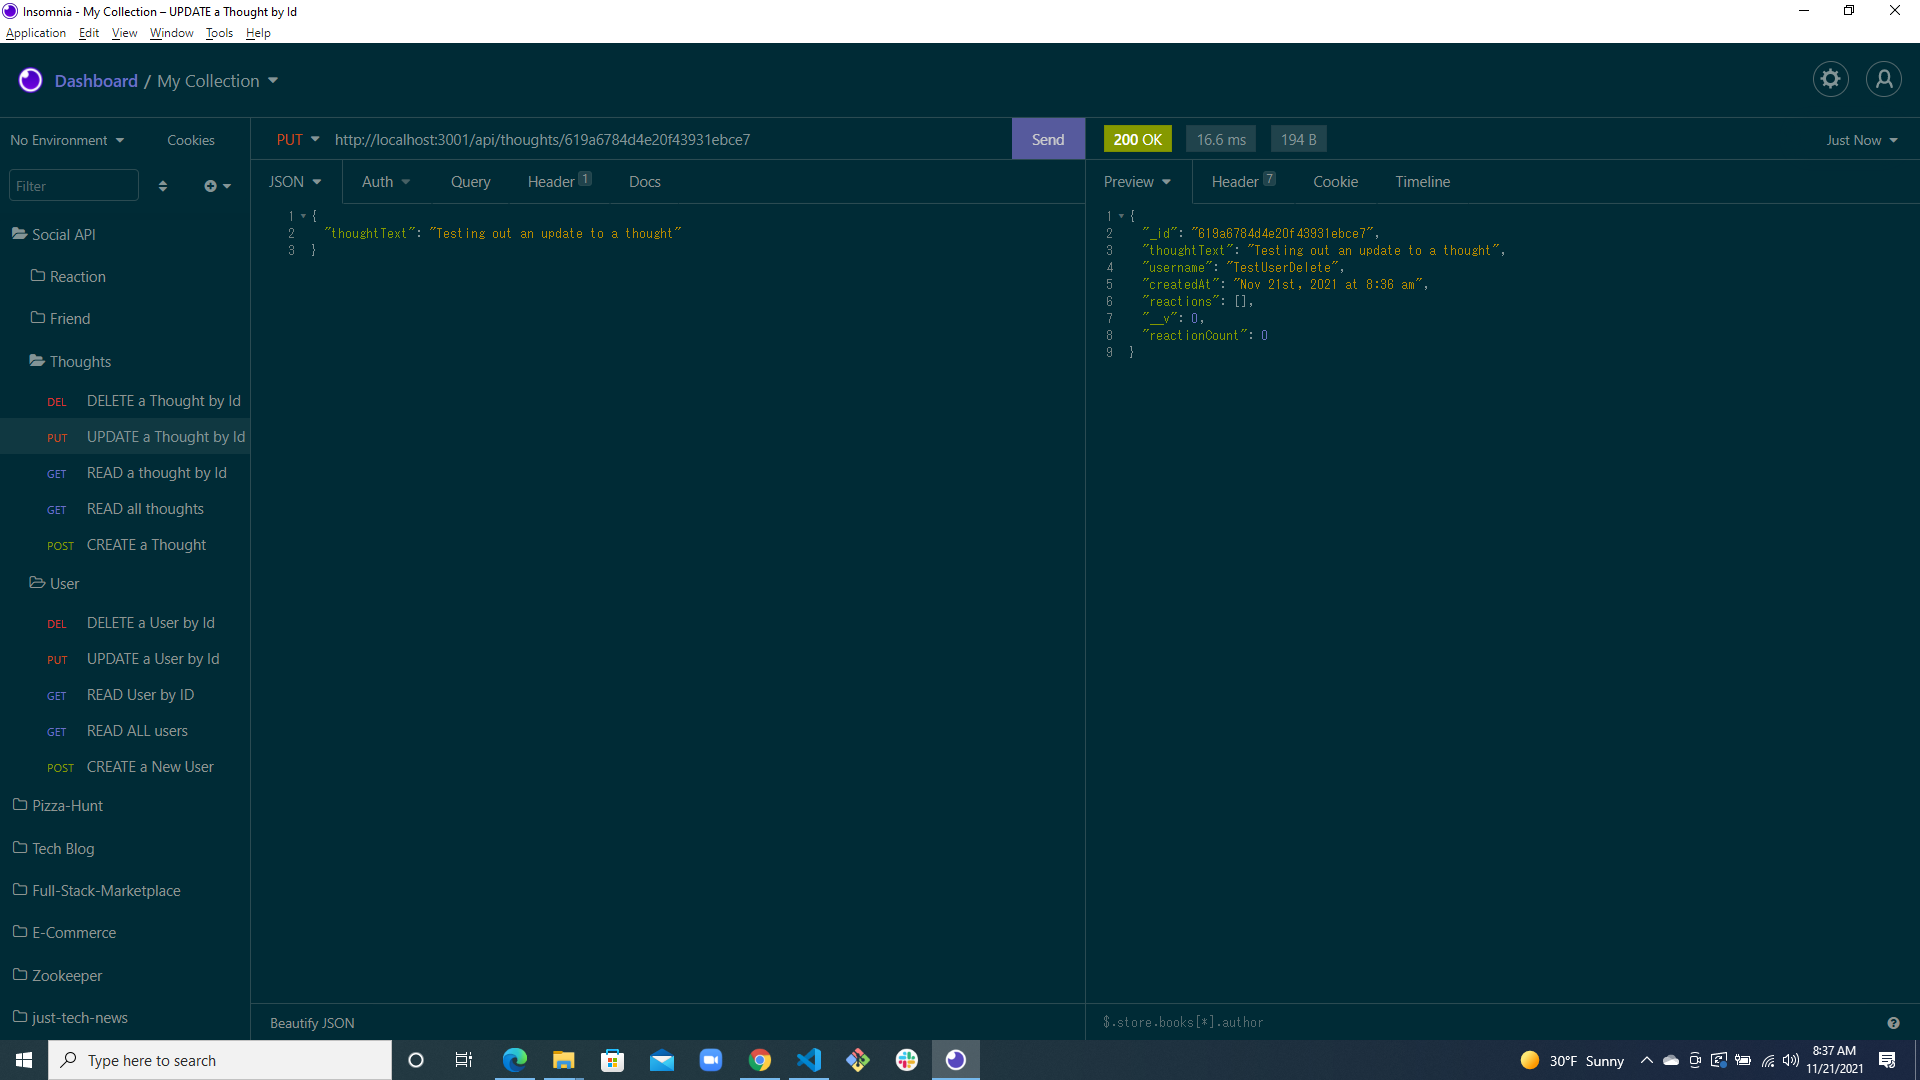 Insomnia - My Collection – UPDATE a Thought by Id
Application Edit View Window Tools Help
Dashboard / My Collection
No Environment Cookies
PUT http://localhost:3001/api/thoughts/619a6784d4e20f43931ebce7 Send
200 OK 16.6 ms 194 B Just Now
Filter
JSON Auth Query Header 1 Docs
Preview Header 7 Cookie Timeline
Social API
Reaction
Friend
Thoughts
DEL DELETE a Thought by Id
PUT UPDATE a Thought by Id
GET READ a thought by Id
GET READ all thoughts
POST CREATE a Thought
User
DEL DELETE a User by Id
PUT UPDATE a User by Id
GET READ User by ID
GET READ ALL users
POST CREATE a New User
Pizza-Hunt
Tech Blog
Full-Stack-Marketplace
E-Commerce
Zookeeper
just-tech-news
1 {
2 "thoughtText": "Testing out an update to a thought"
3 }
Beautify JSON
1 {
2 "_id": "619a6784d4e20f43931ebce7",
3 "thoughtText": "Testing out an update to a thought",
4 "username": "TestUserDelete",
5 "createdAt": "Nov 21st, 2021 at 8:36 am",
6 "reactions": [],
7 "__v": 0,
8 "reactionCount": 0
9 }
$.store.books[*].author
Type here to search
30°F Sunny
8:37 AM
11/21/2021